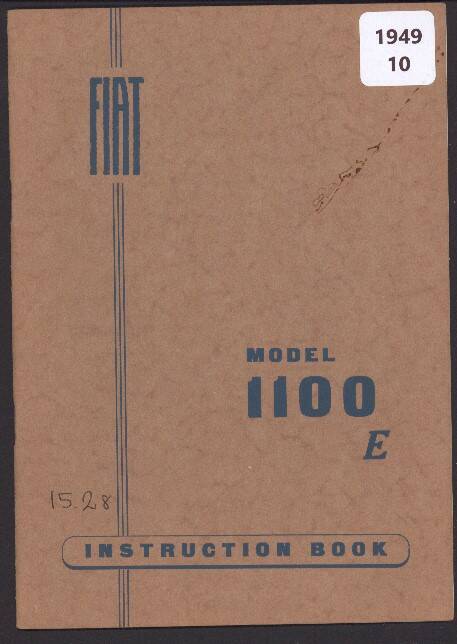 1949
10
FIAT
MODEL
1100
E
15.28
INSTRUCTION BOOK